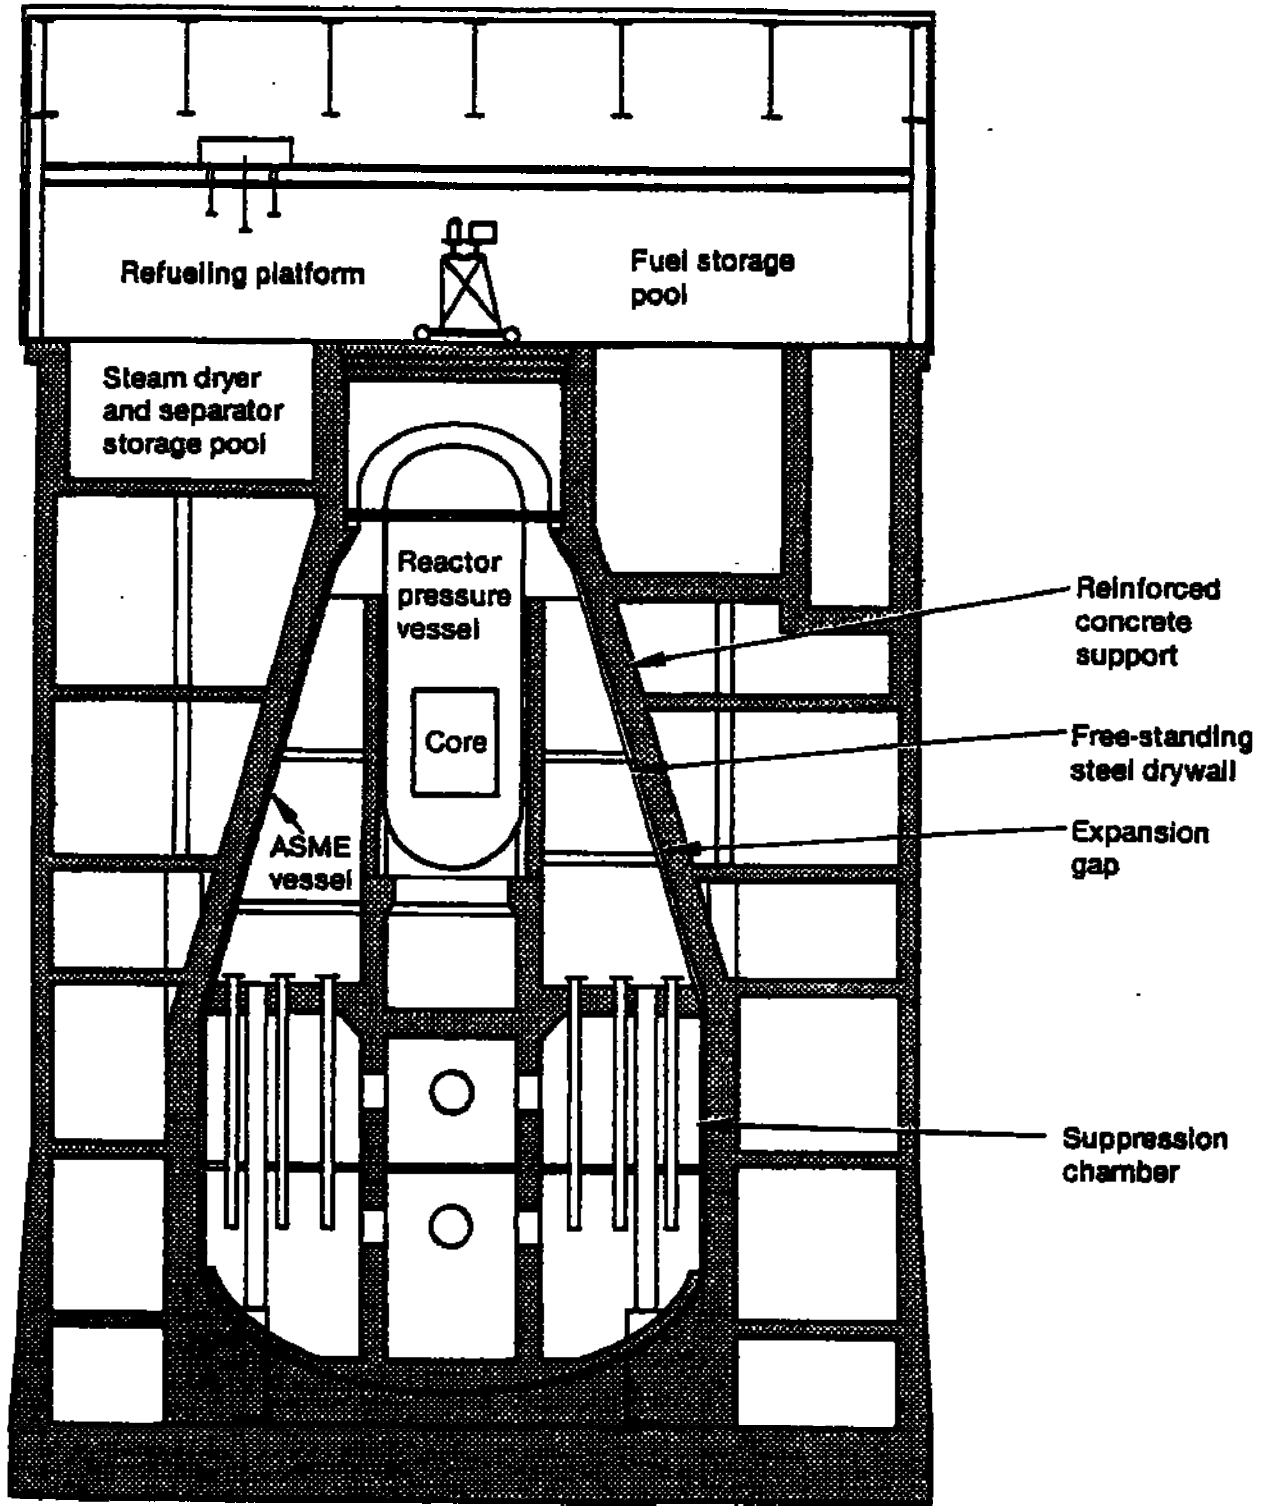 Refueling platform
Fuel storage
pool
Steam dryer
and separator
storage pool
Reactor
pressure
vessel
Reinforced
concrete
support
Core
Free-standing
steel drywall
ASME
vessel
Expansion
gap
Suppression
chamber